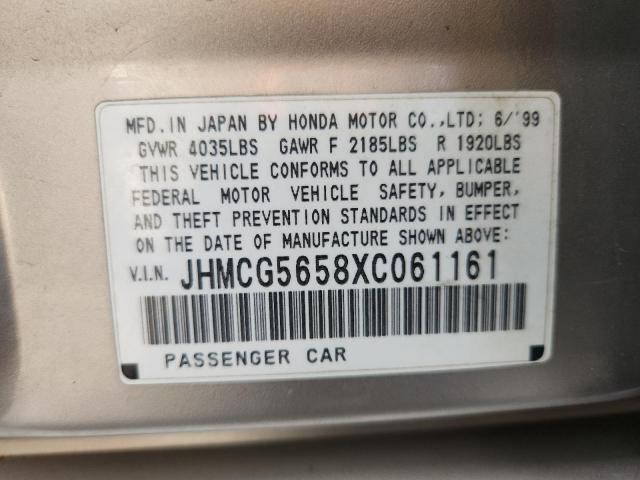 MFD. IN JAPAN BY HONDA MOTOR CO.,LTD; 6/'99
GVWR 4035LBS GAWR F 2185LBS R 1920LBS
THIS VEHICLE CONFORMS TO ALL APPLICABLE
FEDERAL MOTOR VEHICLE SAFETY, BUMPER,
AND THEFT PREVENTION STANDARDS IN EFFECT
ON THE DATE OF MANUFACTURE SHOWN ABOVE:
V.I.N. JHMCG5658XC061161
PASSENGER CAR